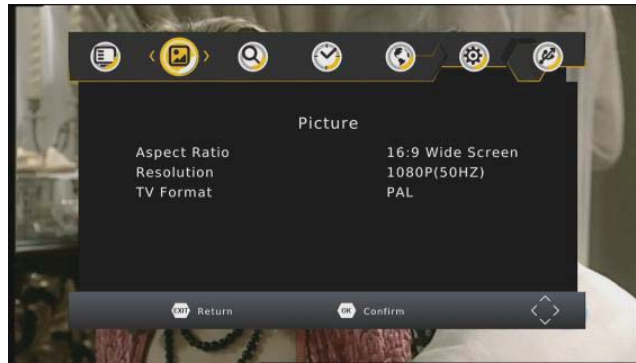 Picture
Aspect Ratio 16:9 Wide Screen
Resolution 1080P(50HZ)
TV Format PAL
EXIT Return OK Confirm